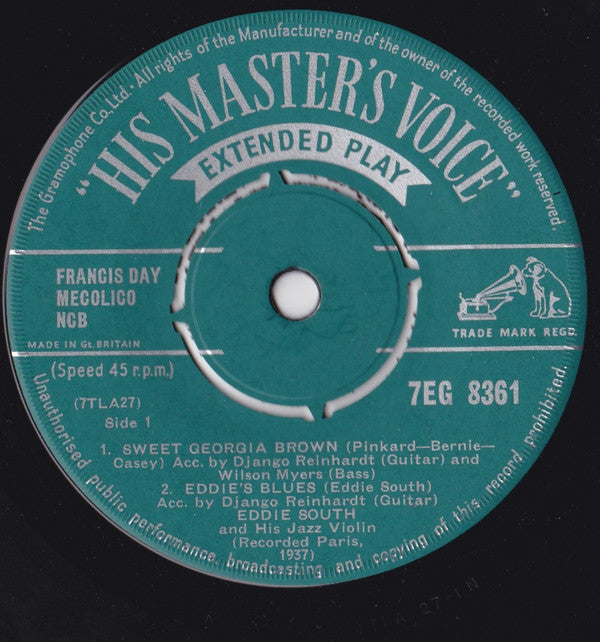 The Gramophone Co. Ltd. · All rights of the Manufacturer and of the owner of the recorded work reserved.
"HIS MASTER'S VOICE"
EXTENDED PLAY
FRANCIS DAY
MECOLICO
NCB
TRADE MARK REGD.
MADE IN Gt. BRITAIN
(Speed 45 r.p.m.)
7EG 8361
(7TLA27)
Side 1
1. SWEET GEORGIA BROWN (Pinkard—Bernie—
Casey) Acc. by Django Reinhardt (Guitar) and
Wilson Myers (Bass)
2. EDDIE'S BLUES (Eddie South)
Acc. by Django Reinhardt (Guitar)
EDDIE SOUTH
and His Jazz Violin
(Recorded Paris,
1937)
Unauthorised public performance, broadcasting and copying of this record prohibited.